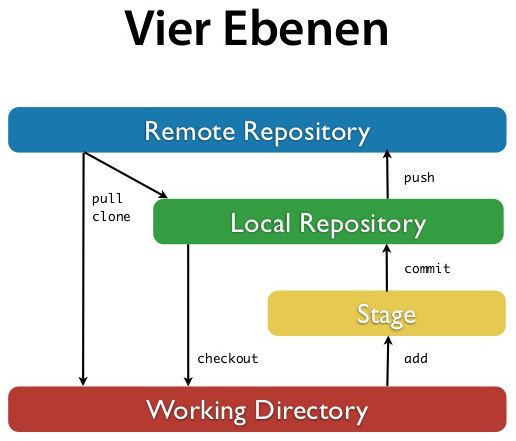 Vier Ebenen
Remote Repository
pull
clone
push
Local Repository
commit
Stage
checkout
add
Working Directory